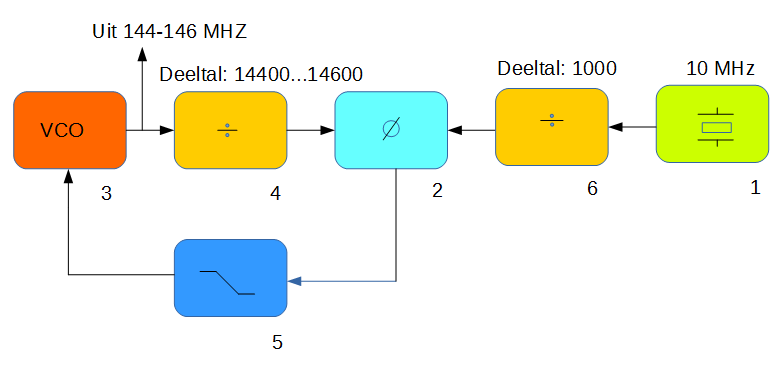 Uit 144-146 MHZ
Deeltal: 14400...14600
Deeltal: 1000
10 MHz
VCO
÷
Ø
÷
3
4
2
6
1
5